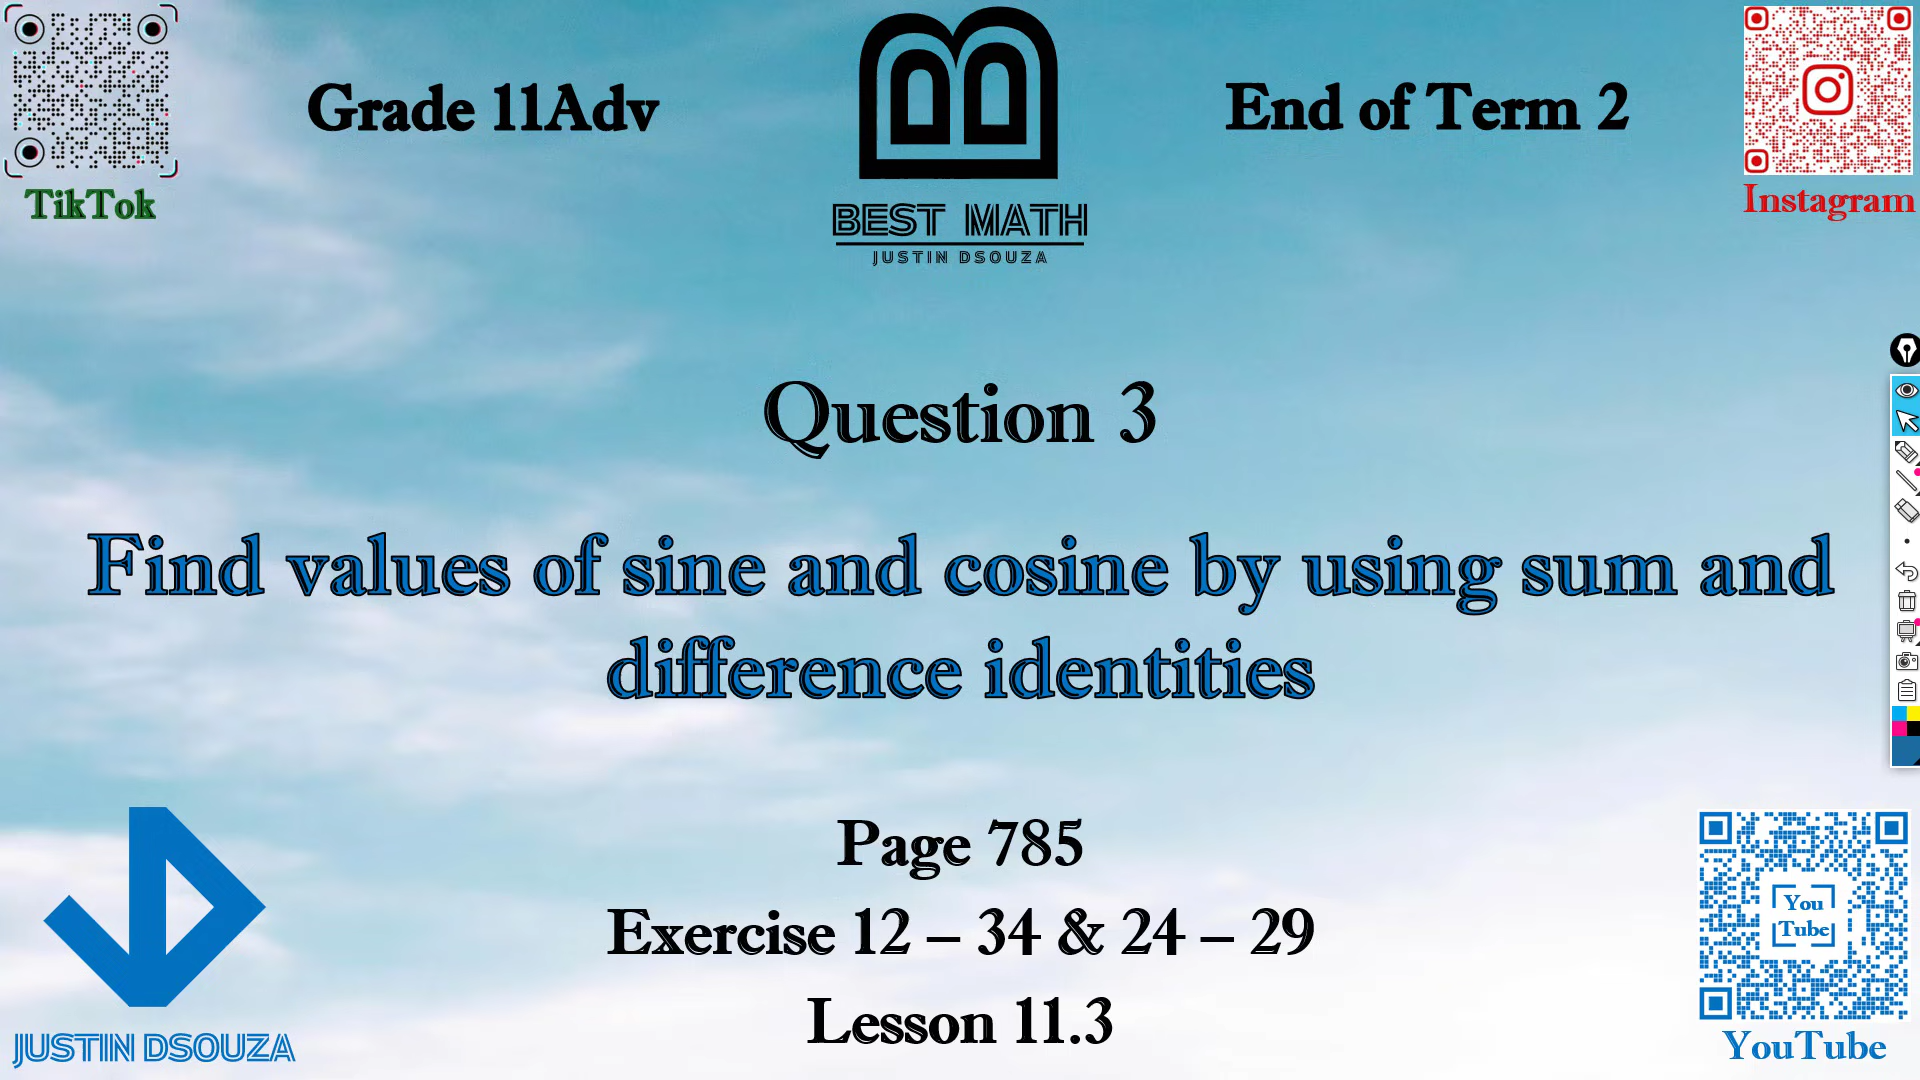 Grade 11Adv
End of Term 2
TikTok
Instagram
BEST MATH
JUSTIN DSOUZA
Question 3
Find values of sine and cosine by using sum and
difference identities
Page 785
Exercise 12 – 34 & 24 – 29
Lesson 11.3
JUSTIN DSOUZA
You
Tube
YouTube